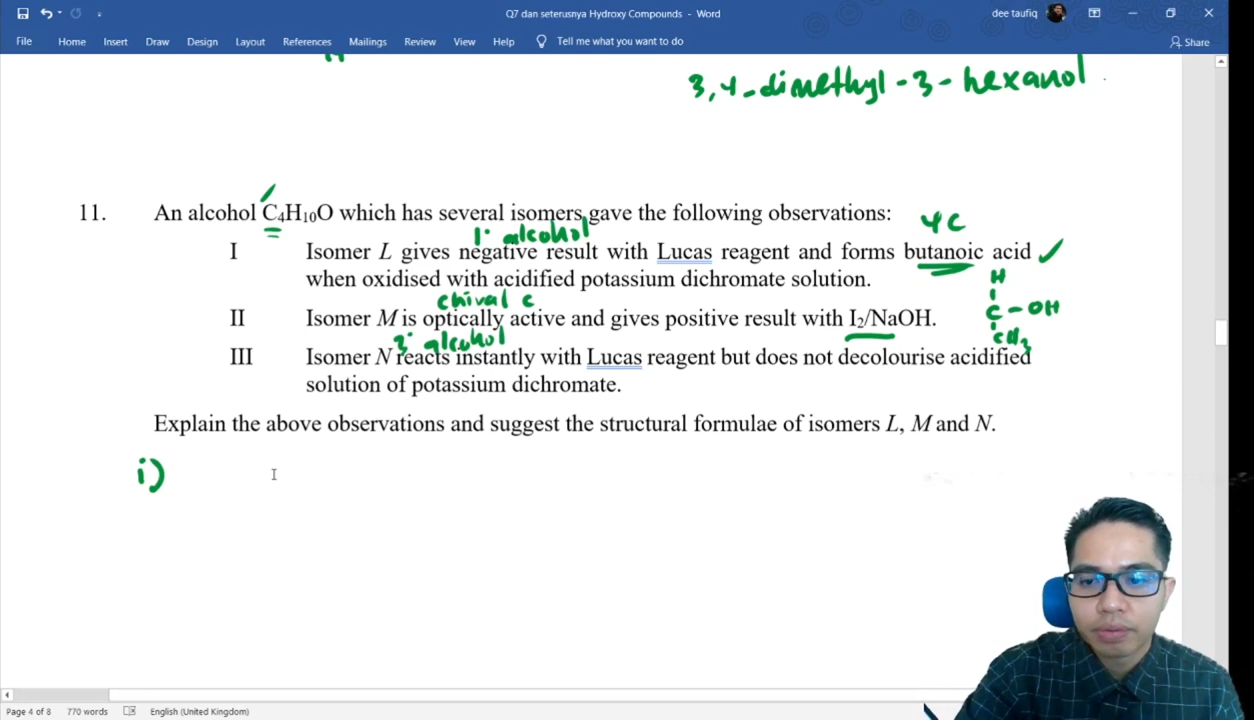 Q7 dan seterusnya Hydroxy Compounds - Word
dee taufiq
File Home Insert Draw Design Layout References Mailings Review View Help Tell me what you want to do Share
3,4-dimethyl-3-hexanol
11. An alcohol C4H10O which has several isomers gave the following observations:
4C
1° alcohol
I Isomer L gives negative result with Lucas reagent and forms butanoic acid
when oxidised with acidified potassium dichromate solution.
H
chiral c
C - OH
II Isomer M is optically active and gives positive result with I2/NaOH.
3° alcohol
CH3
III Isomer N reacts instantly with Lucas reagent but does not decolourise acidified
solution of potassium dichromate.
Explain the above observations and suggest the structural formulae of isomers L, M and N.
i)
Page 4 of 8 770 words English (United Kingdom)